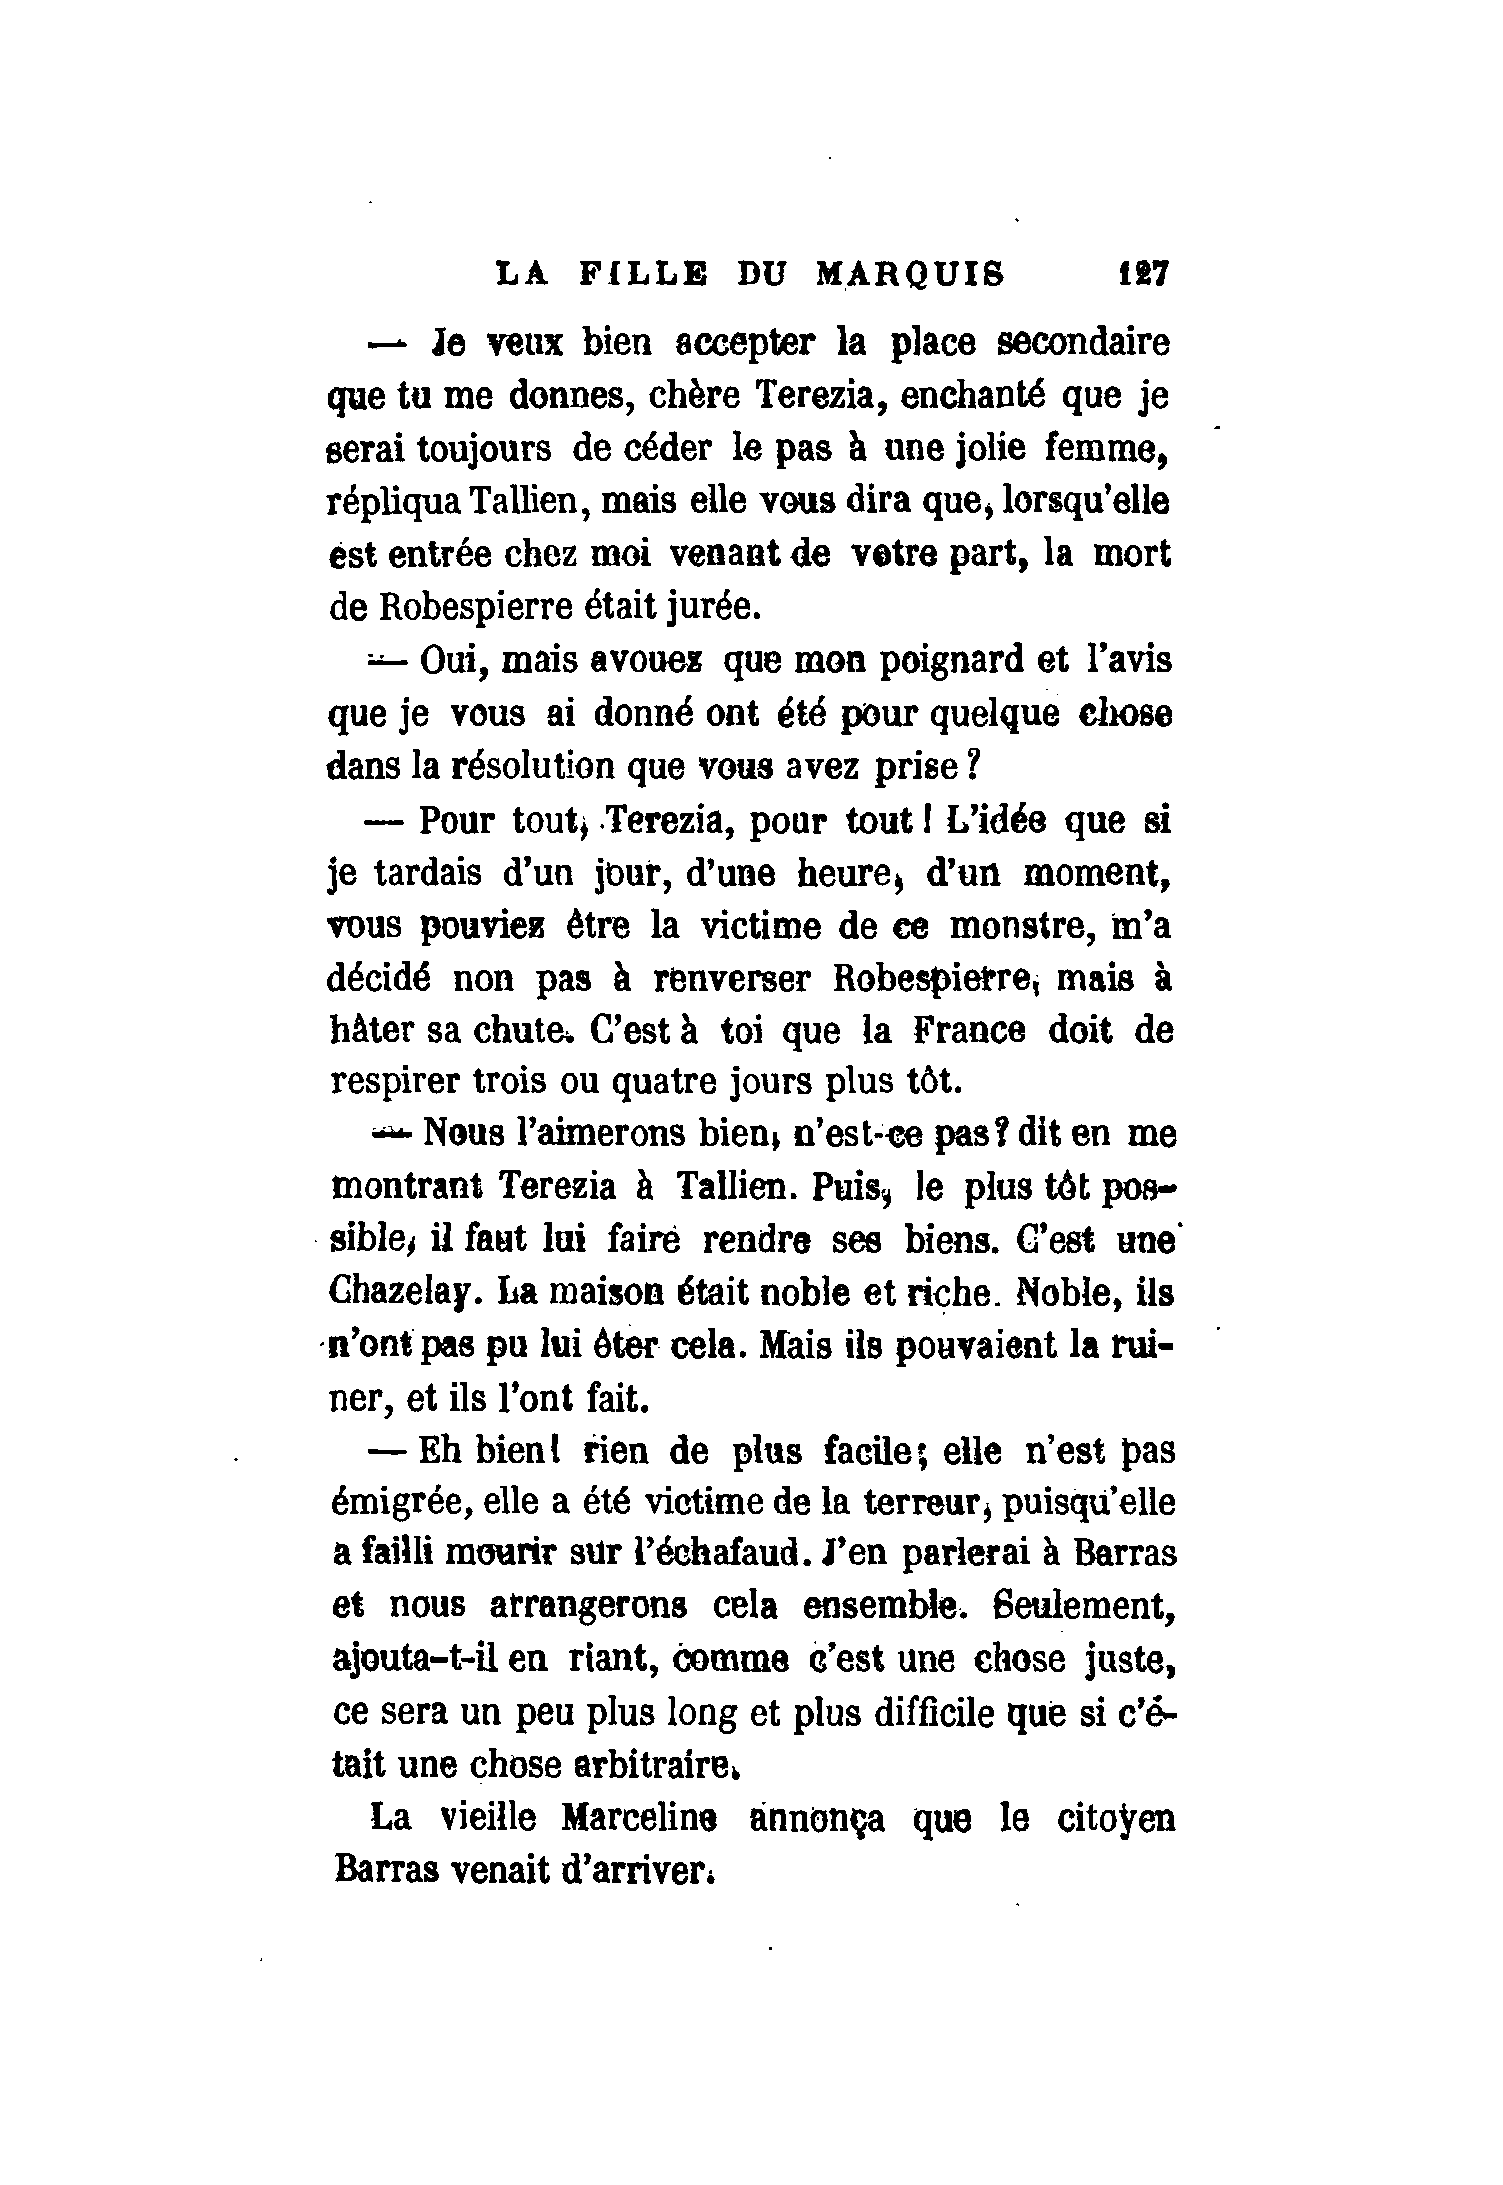 LA FILLE DU MARQUIS 127
— Je veux bien accepter la place secondaire
que tu me donnes, chère Terezia, enchanté que je
serai toujours de céder le pas à une jolie femme,
répliqua Tallien, mais elle vous dira que, lorsqu'elle
est entrée chez moi venant de votre part, la mort
de Robespierre était jurée.
— Oui, mais avouez que mon poignard et l'avis
que je vous ai donné ont été pour quelque chose
dans la résolution que vous avez prise ?
— Pour tout, Terezia, pour tout ! L'idée que si
je tardais d'un jour, d'une heure, d'un moment,
vous pouviez être la victime de ce monstre, m'a
décidé non pas à renverser Robespierre, mais à
hâter sa chute. C'est à toi que la France doit de
respirer trois ou quatre jours plus tôt.
— Nous l'aimerons bien, n'est-ce pas ? dit en me
montrant Terezia à Tallien. Puis, le plus tôt pos-
sible, il faut lui faire rendre ses biens. C'est une
Chazelay. La maison était noble et riche. Noble, ils
n'ont pas pu lui ôter cela. Mais ils pouvaient la rui-
ner, et ils l'ont fait.
— Eh bien ! rien de plus facile ; elle n'est pas
émigrée, elle a été victime de la terreur, puisqu'elle
a failli mourir sur l'échafaud. J'en parlerai à Barras
et nous arrangerons cela ensemble. Seulement,
ajouta-t-il en riant, comme c'est une chose juste,
ce sera un peu plus long et plus difficile que si c'é-
tait une chose arbitraire.
La vieille Marceline annonça que le citoyen
Barras venait d'arriver.